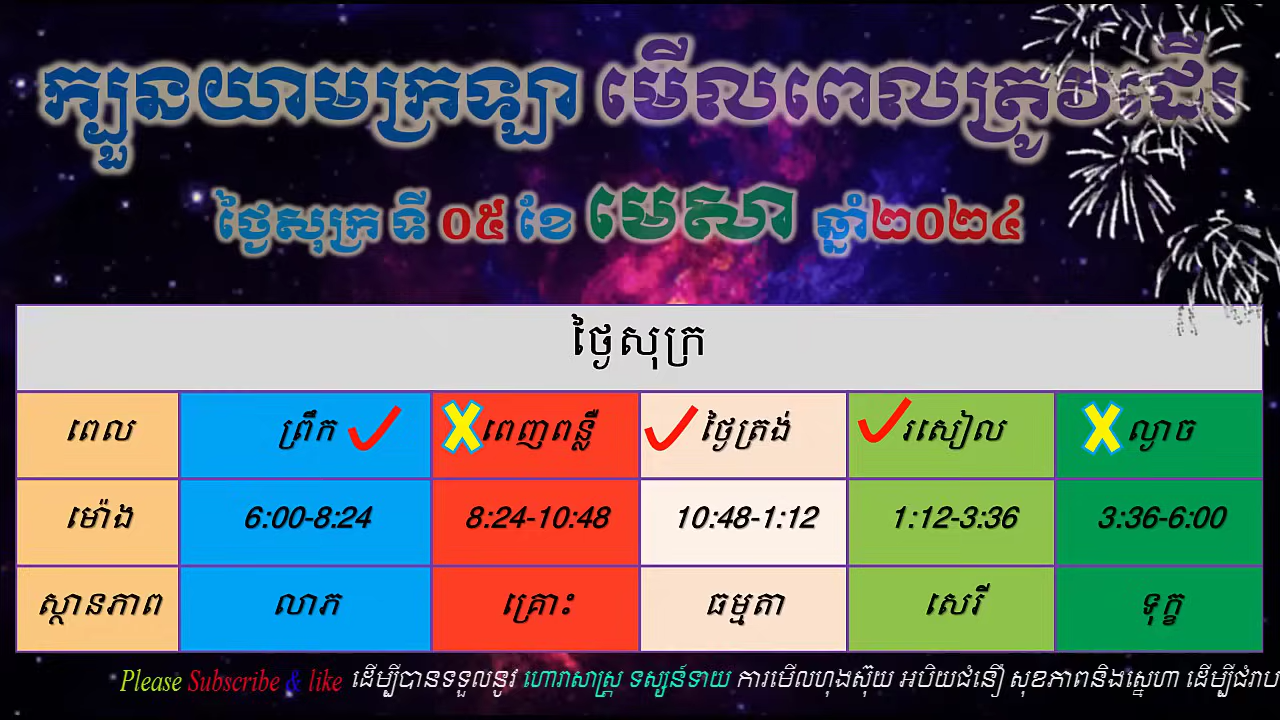 ក្បួនយាមក្រឡា មើលពេលត្រូវដើរ
ថ្ងៃសុក្រ ទី ០៥ ខែ មេសា ឆ្នាំ២០២៤
ថ្ងៃសុក្រ
ពេល ព្រឹក ពេញពន្លឺ ថ្ងៃត្រង់ រសៀល ល្ងាច
ម៉ោង 6:00-8:24 8:24-10:48 10:48-1:12 1:12-3:36 3:36-6:00
ស្ថានភាព លាភ គ្រោះ ធម្មតា សេរី ទុក្ខ
Please Subscribe & like ដើម្បីបានទទួលនូវ ហោរាសាស្ត្រ ទស្សន៍ទាយ ការមើលហុងស៊ុយ អបិយជំនឿ សុខភាពនិងស្នេហា ដើម្បីជំរាប